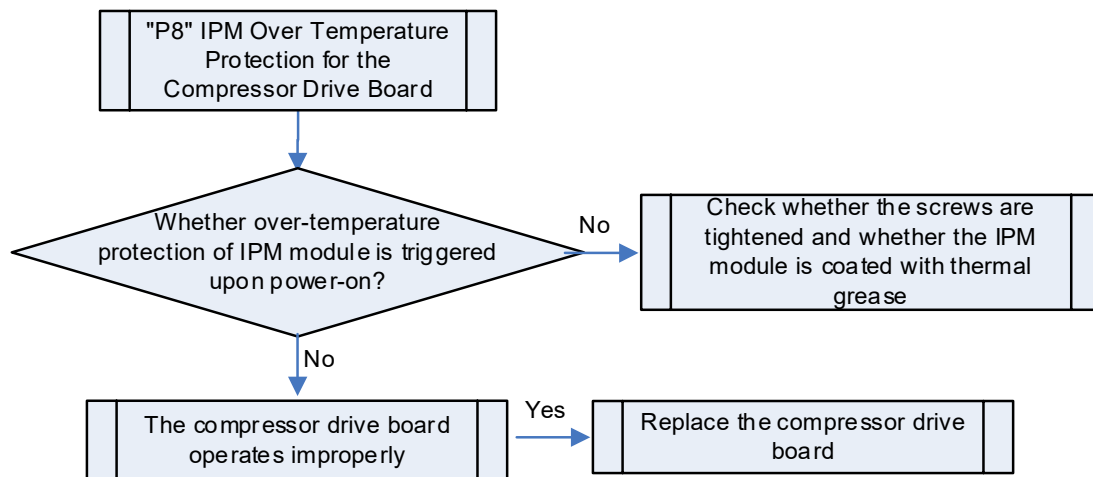 "P8" IPM Over Temperature
Protection for the
Compressor Drive Board
Whether over-temperature
protection of IPM module is triggered
upon power-on?
No
Check whether the screws are
tightened and whether the IPM
module is coated with thermal
grease
No
The compressor drive board
operates improperly
Yes
Replace the compressor drive
board